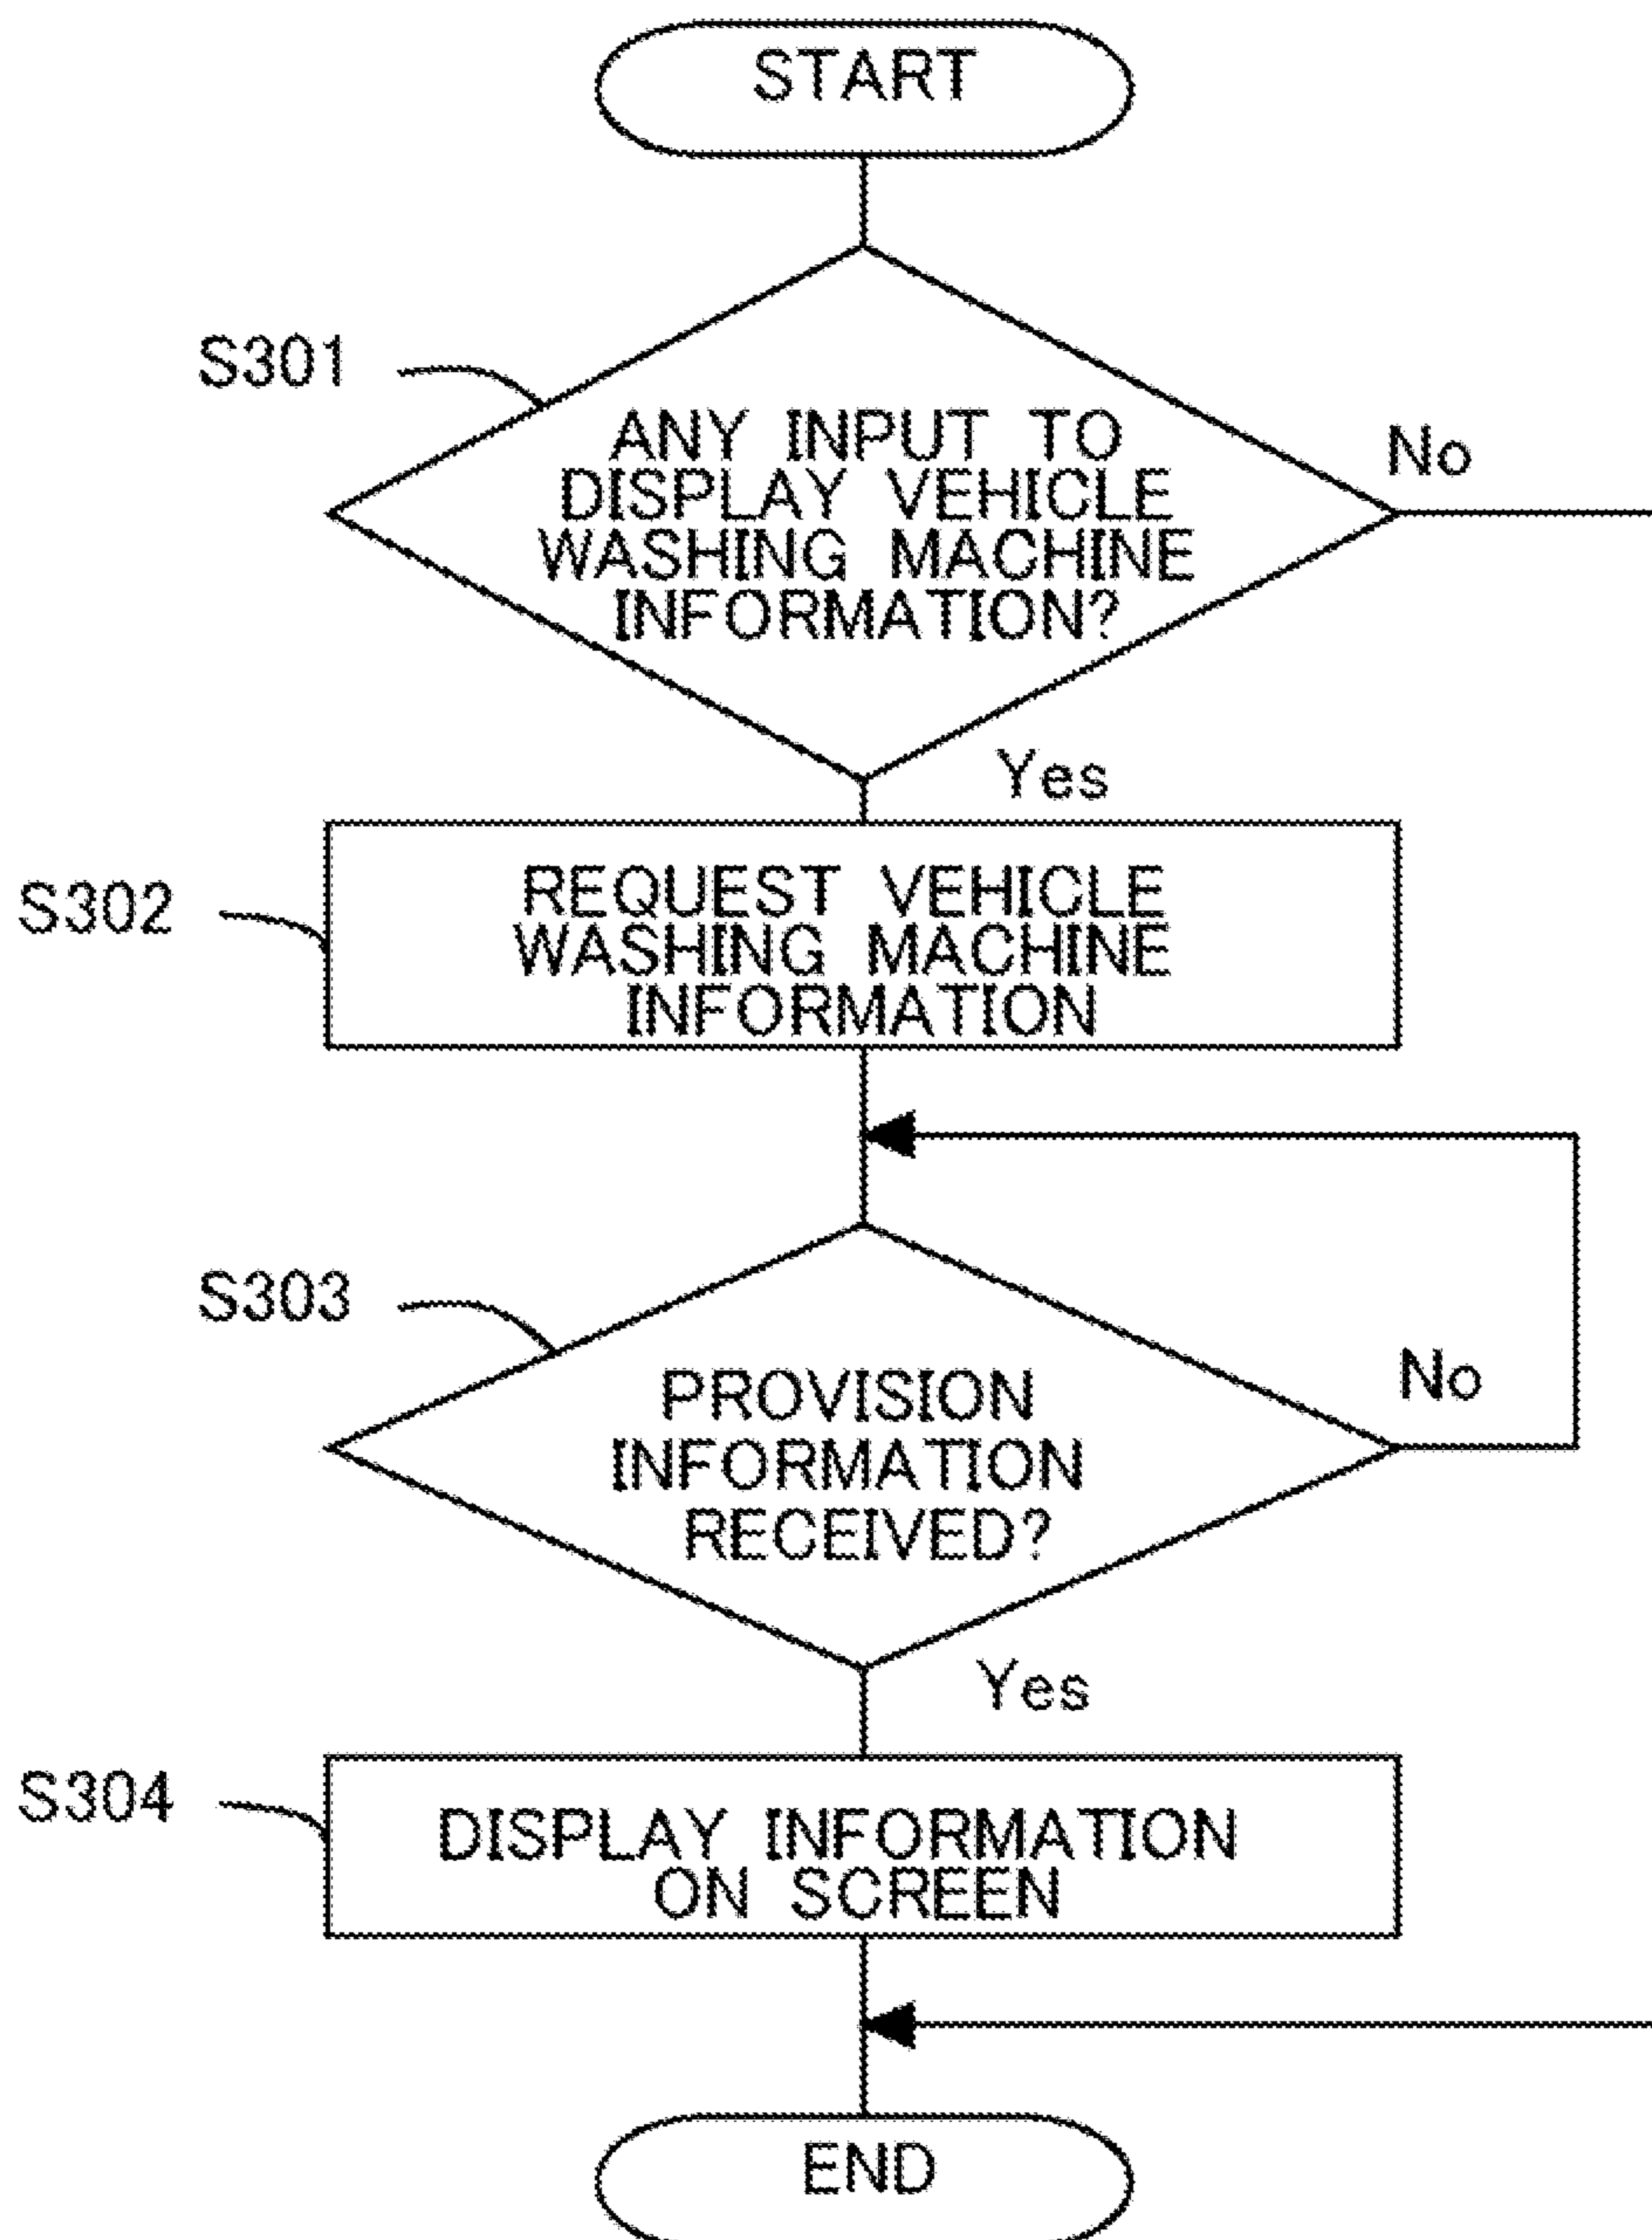 START
S301
ANY INPUT TO
DISPLAY VEHICLE
WASHING MACHINE
INFORMATION?
No
Yes
S302
REQUEST VEHICLE
WASHING MACHINE
INFORMATION
S303
PROVISION
INFORMATION
RECEIVED?
No
Yes
S304
DISPLAY INFORMATION
ON SCREEN
END